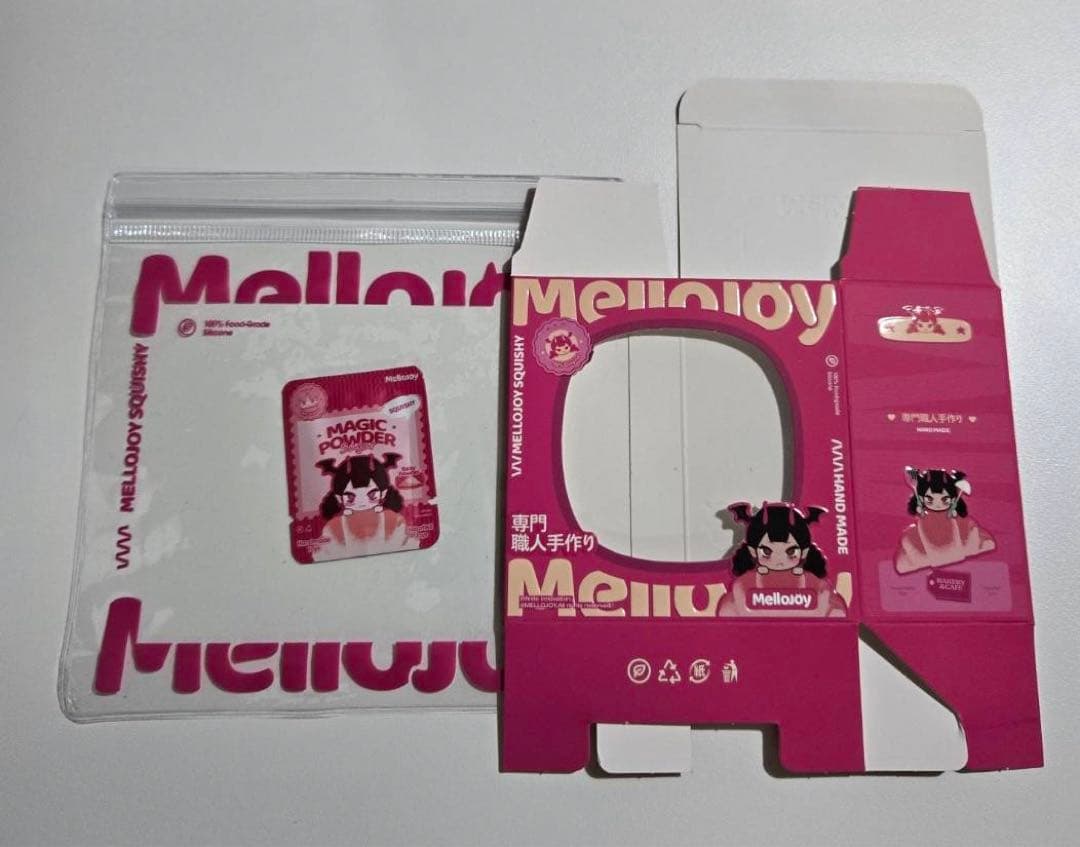 Mellojoy
100% Food-Grade
Silicone
MELLOJOY SQUISHY
Mellojoy
SQUISHY
MAGIC
POWDER
Mellojoy
Mellojoy
MELLOJOY SQUISHY
専門
職人手作り
HAND MADE
Mellojoy
Mellojoy
専門職人手作り
HAND MADE
BAKERY
&CAFE